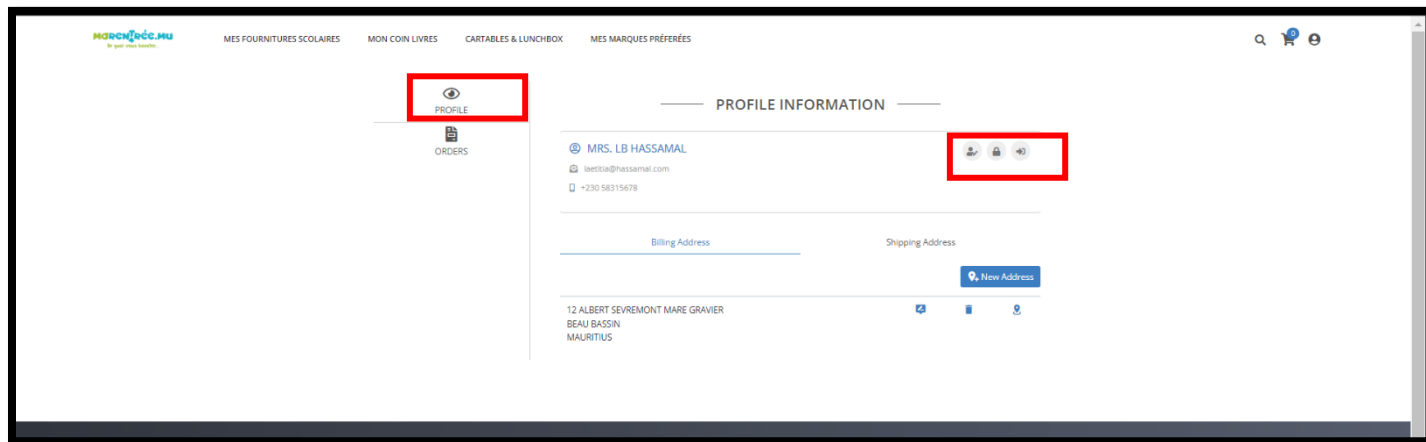 MaRENTRÉE.MU
MES FOURNITURES SCOLAIRES
MON COIN LIVRES
CARTABLES & LUNCHBOX
MES MARQUES PRÉFERÉES
0
PROFILE
ORDERS
PROFILE INFORMATION
MRS. LB HASSAMAL
laetitia@hassamal.com
+230 58315678
Billing Address
Shipping Address
New Address
12 ALBERT SEVREMONT MARE GRAVIER
BEAU BASSIN
MAURITIUS